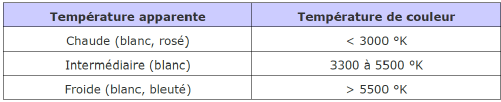 Température apparente Température de couleur
Chaude (blanc, rosé) < 3000 °K
Intermédiaire (blanc) 3300 à 5500 °K
Froide (blanc, bleuté) > 5500 °K